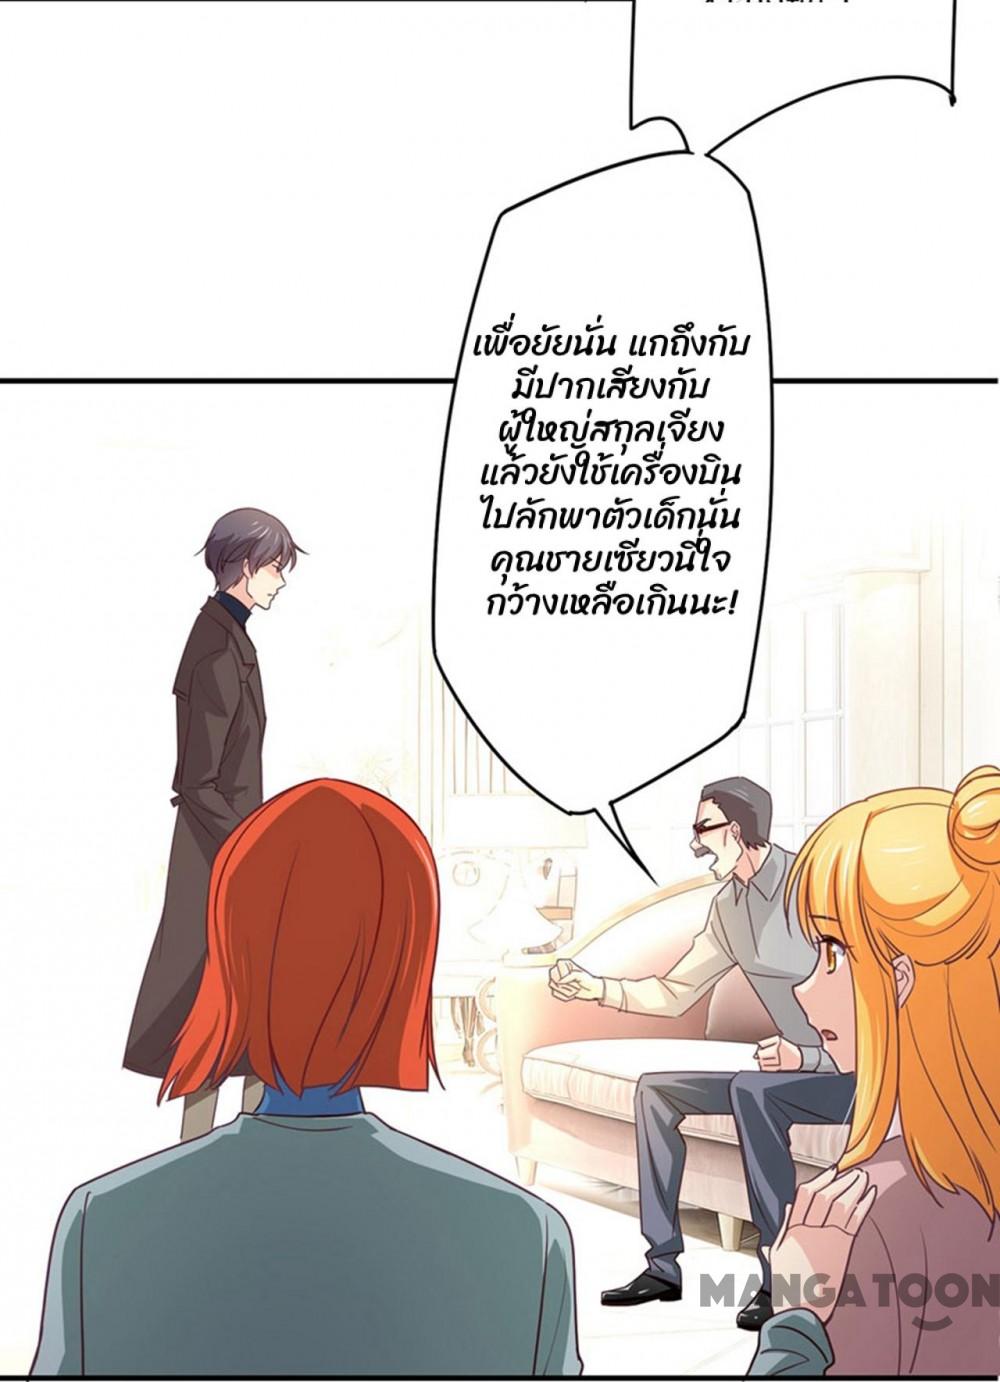 เพื่อยัยนั่น แกถึงกับ
มีปากเสียงกับ
ผู้ใหญ่สกุลเจียง
แล้วยังใช้เครื่องบิน
ไปลักพาตัวเด็กนั่น
คุณชายเซียวนี่ใจ
กว้างเหลือเกินนะ!
MANGATOON